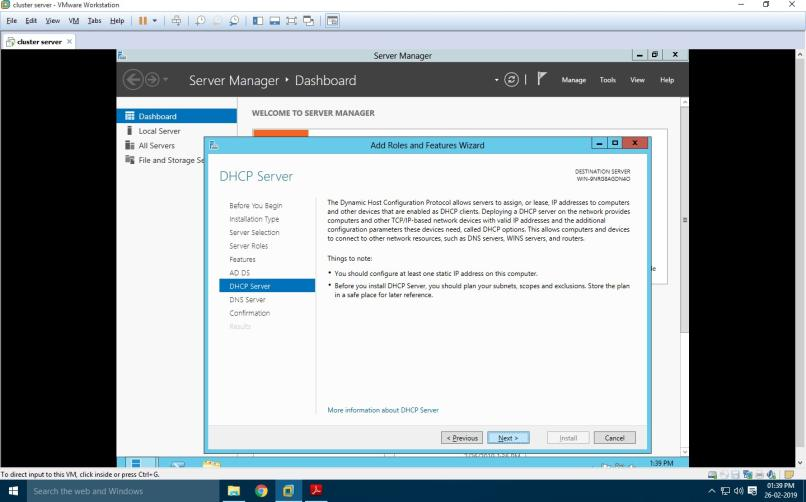 cluster server - VMware Workstation
File Edit View VM Tabs Help
cluster server
Server Manager
Server Manager • Dashboard
Manage Tools View Help
Dashboard
Local Server
All Servers
File and Storage Se
WELCOME TO SERVER MANAGER
Add Roles and Features Wizard
DHCP Server
DESTINATION SERVER
Before You Begin
Installation Type
Server Selection
Server Roles
Features
AD DS
DHCP Server
DNS Server
Confirmation
Results
The Dynamic Host Configuration Protocol allows servers to assign, or lease, IP addresses to computers
and other devices that are enabled as DHCP clients. Deploying a DHCP server on the network provides
computers and other TCP/IP-based network devices with valid IP addresses and the additional
configuration parameters these devices need, called DHCP options. This allows computers and devices
to connect to other network resources, such as DNS servers, WINS servers, and routers.
Things to note:
• You should configure at least one static IP address on this computer.
• Before you install DHCP Server, you should plan your subnets, scopes and exclusions. Store the plan
in a safe place for later reference.
More information about DHCP Server
< Previous Next > Install Cancel
1:39 PM
To direct input to this VM, click inside or press Ctrl+G.
Search the web and Windows
01:39 PM
26-02-2019